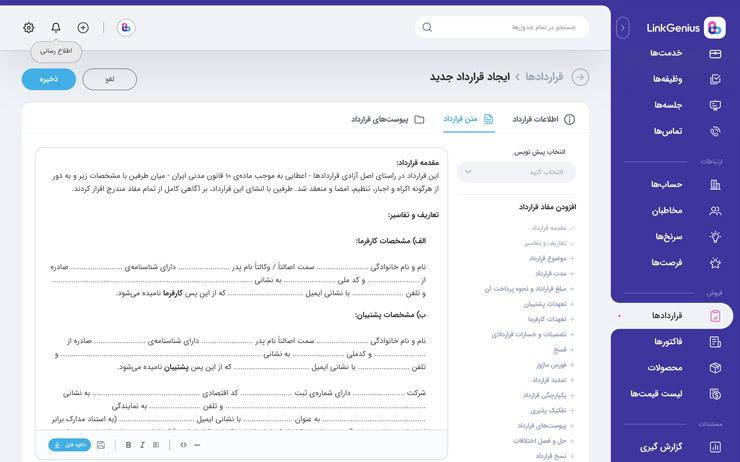 LinkGenius
خدمت‌ها
وظیفه‌ها
جلسه‌ها
تماس‌ها
ارتباطات
حساب‌ها
مخاطبان
سرنخ‌ها
فرصت‌ها
فروش
قراردادها
فاکتورها
محصولات
لیست قیمت‌ها
مستندات
گزارش گیری
جستجو در تمام جدول‌ها
اطلاع رسانی
قراردادها
ایجاد قرارداد جدید
لغو
ذخیره
اطلاعات قرارداد
متن قرارداد
پیوست‌های قرارداد
انتخاب پیش نویس
انتخاب کنید
افزودن مفاد قرارداد
مقدمه قرارداد
تعاریف و تفاسیر
موضوع قرارداد
مدت قرارداد
مبلغ قراداد و نحوه پرداخت آن
تعهدات پشتیبان
تعهدات کارفرما
تضمینات و خسارات قراردادی
فسخ
فورس ماژور
تمدید قرارداد
یکپارچگی قرارداد
تفکیک پذیری
پیوست‌های قرارداد
حل و فصل اختلافات
نسخ قرارداد
مقدمه قرارداد:
این قرارداد در راستای اصل آزادی قراردادها - اعطایی به موجب ماده‌ی ۱۰ قانون مدنی ایران - میان طرفین با مشخصات زیر و به دور
از هرگونه اکراه و اجبار، تنظیم، امضا و منعقد شد. طرفین با انشای این قرارداد، بر آگاهی کامل از تمام مفاد مندرج اقرار کردند.
تعاریف و تفاسیر:
الف) مشخصات کارفرما:
نام و نام خانوادگی ........................ سمت اصالتاً / وکالتاً نام پدر ........................ دارای شناسنامه‌ی ........................ صادره
از ........................ و کد ملی ........................ به نشانی ........................
و تلفن ........................ با نشانی ایمیل ........................ که از این پس کارفرما نامیده می‌شود.
ب) مشخصات پشتیبان:
نام و نام خانوادگی ........................ سمت اصالتاً نام پدر ........................ دارای شناسنامه‌ی ........................ صادره از
........................ و کدملی ........................ به نشانی ........................ و
تلفن ........................ با نشانی ایمیل ........................ که از این پس پشتیبان نامیده می‌شود.
شرکت ........................ دارای شماره‌ی ثبت ........................ کد اقتصادی ........................ به نشانی
........................ و تلفن ........................ به نمایندگی
........................ به عنوان ........................ با نشانی ایمیل ........................ (به استناد مدارک برابر
B I
دانلود فایل